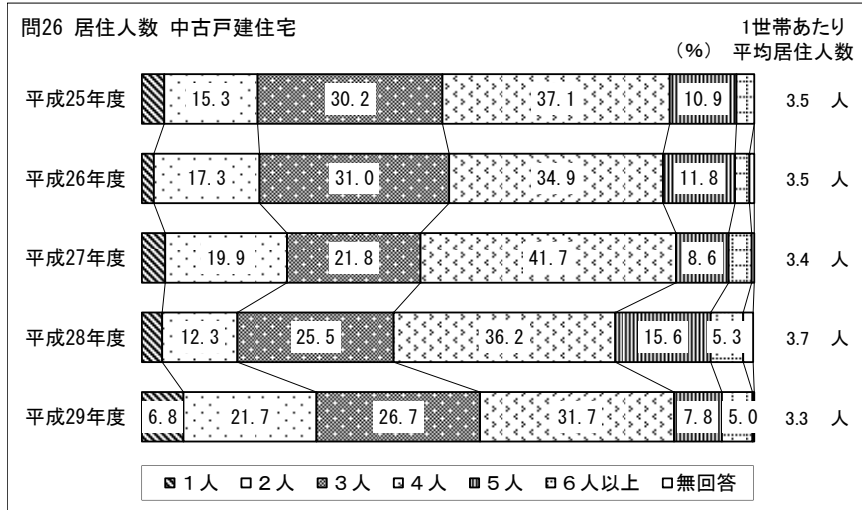 問26 居住人数 中古戸建住宅
1世帯あたり
(%) 平均居住人数
平成25年度 15.3 30.2 37.1 10.9 3.5 人
平成26年度 17.3 31.0 34.9 11.8 3.5 人
平成27年度 19.9 21.8 41.7 8.6 3.4 人
平成28年度 12.3 25.5 36.2 15.6 5.3 3.7 人
平成29年度 6.8 21.7 26.7 31.7 7.8 5.0 3.3 人
1人 2人 3人 4人 5人 6人以上 無回答